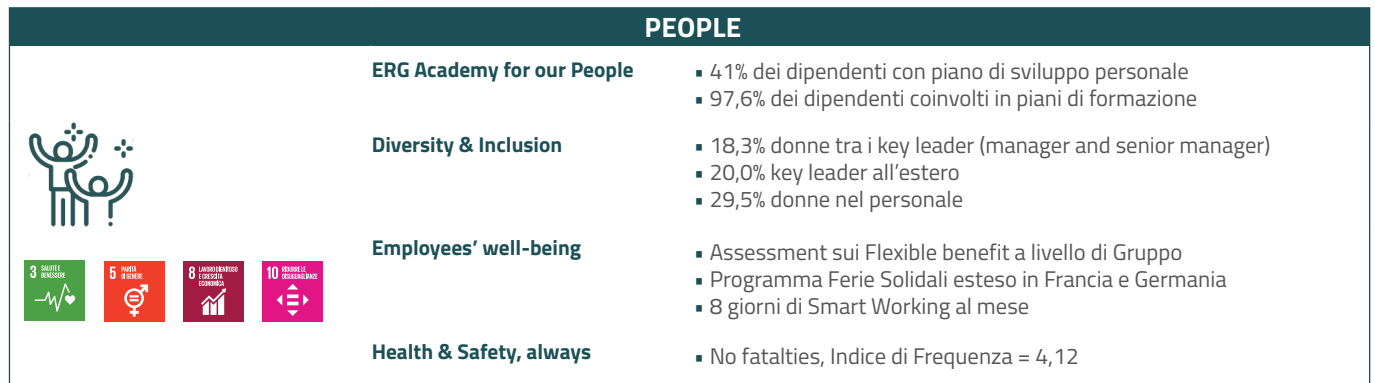 PEOPLE
ERG Academy for our People
▪ 41% dei dipendenti con piano di sviluppo personale
▪ 97,6% dei dipendenti coinvolti in piani di formazione
Diversity & Inclusion
▪ 18,3% donne tra i key leader (manager and senior manager)
▪ 20,0% key leader all’estero
▪ 29,5% donne nel personale
Employees’ well-being
▪ Assessment sui Flexible benefit a livello di Gruppo
▪ Programma Ferie Solidali esteso in Francia e Germania
▪ 8 giorni di Smart Working al mese
Health & Safety, always
▪ No fatalties, Indice di Frequenza = 4,12
3 SALUTE E
BENESSERE
5 PARITÀ
DI GENERE
8 LAVORO DIGNITOSO
E CRESCITA
ECONOMICA
10 RIDURRE LE
DISUGUAGLIANZE